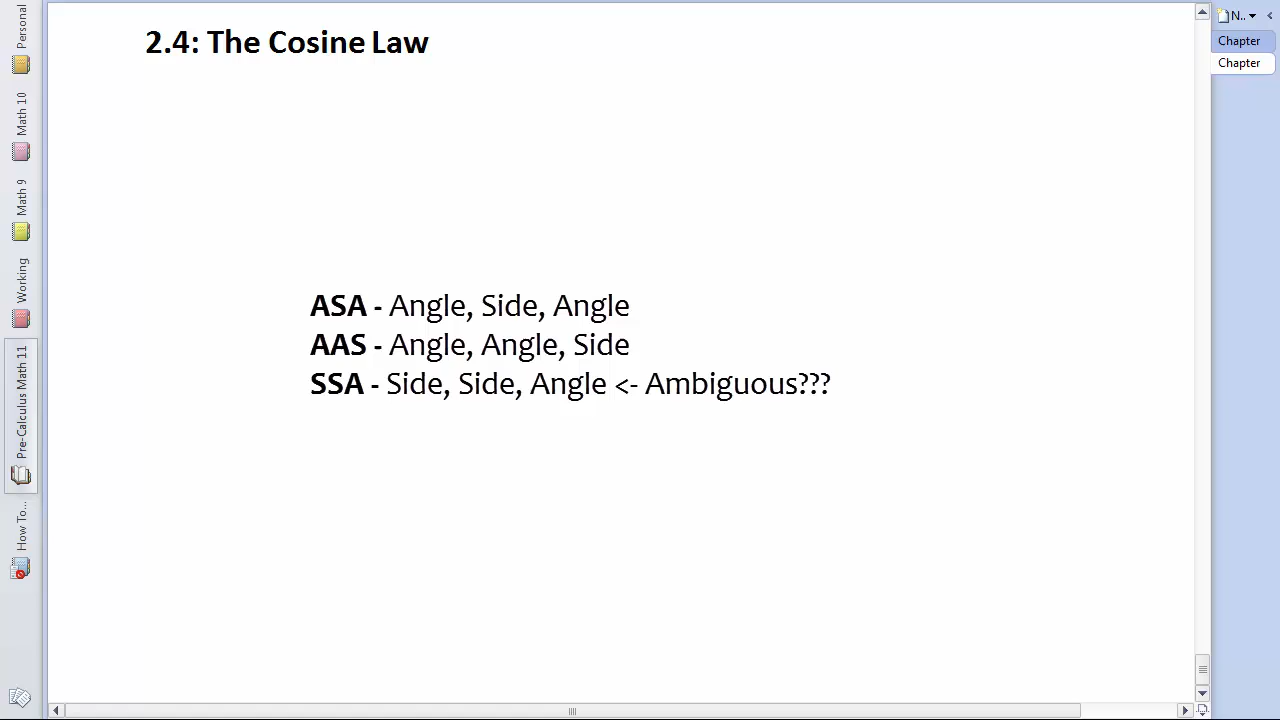 2.4: The Cosine Law
ASA - Angle, Side, Angle
AAS - Angle, Angle, Side
SSA - Side, Side, Angle <- Ambiguous???
Personal
Math 10
Math 9
Working
Pre-Calculus Math 11
How To...
N..
Chapter
Chapter